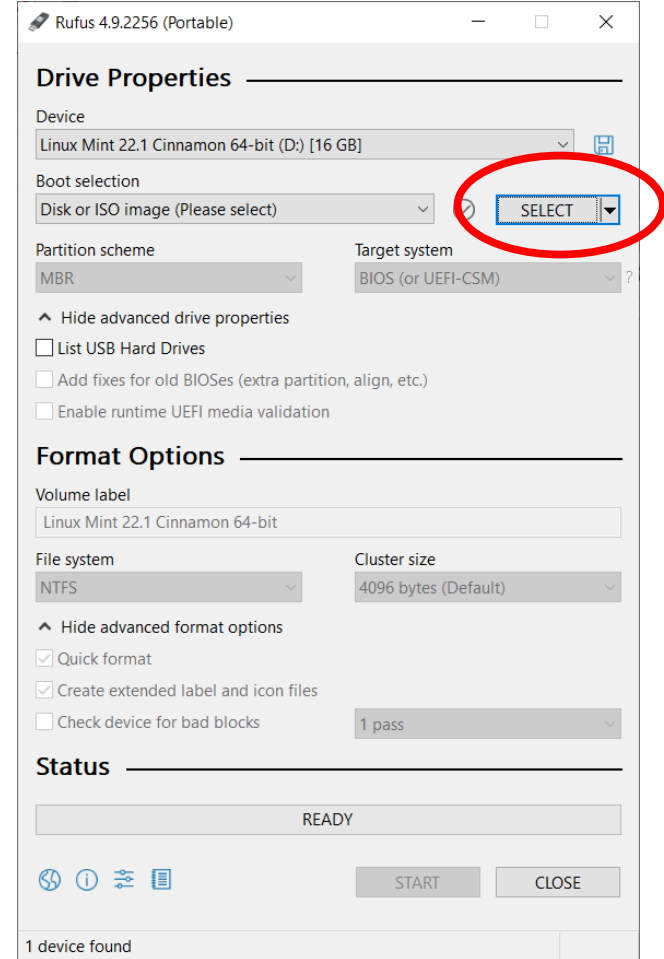 Rufus 4.9.2256 (Portable)
Drive Properties
Device
Linux Mint 22.1 Cinnamon 64-bit (D:) [16 GB]
Boot selection
Disk or ISO image (Please select)
SELECT
Partition scheme
Target system
MBR
BIOS (or UEFI-CSM)
?
Hide advanced drive properties
List USB Hard Drives
Add fixes for old BIOSes (extra partition, align, etc.)
Enable runtime UEFI media validation
Format Options
Volume label
Linux Mint 22.1 Cinnamon 64-bit
File system
Cluster size
NTFS
4096 bytes (Default)
Hide advanced format options
Quick format
Create extended label and icon files
Check device for bad blocks
1 pass
Status
READY
START
CLOSE
1 device found